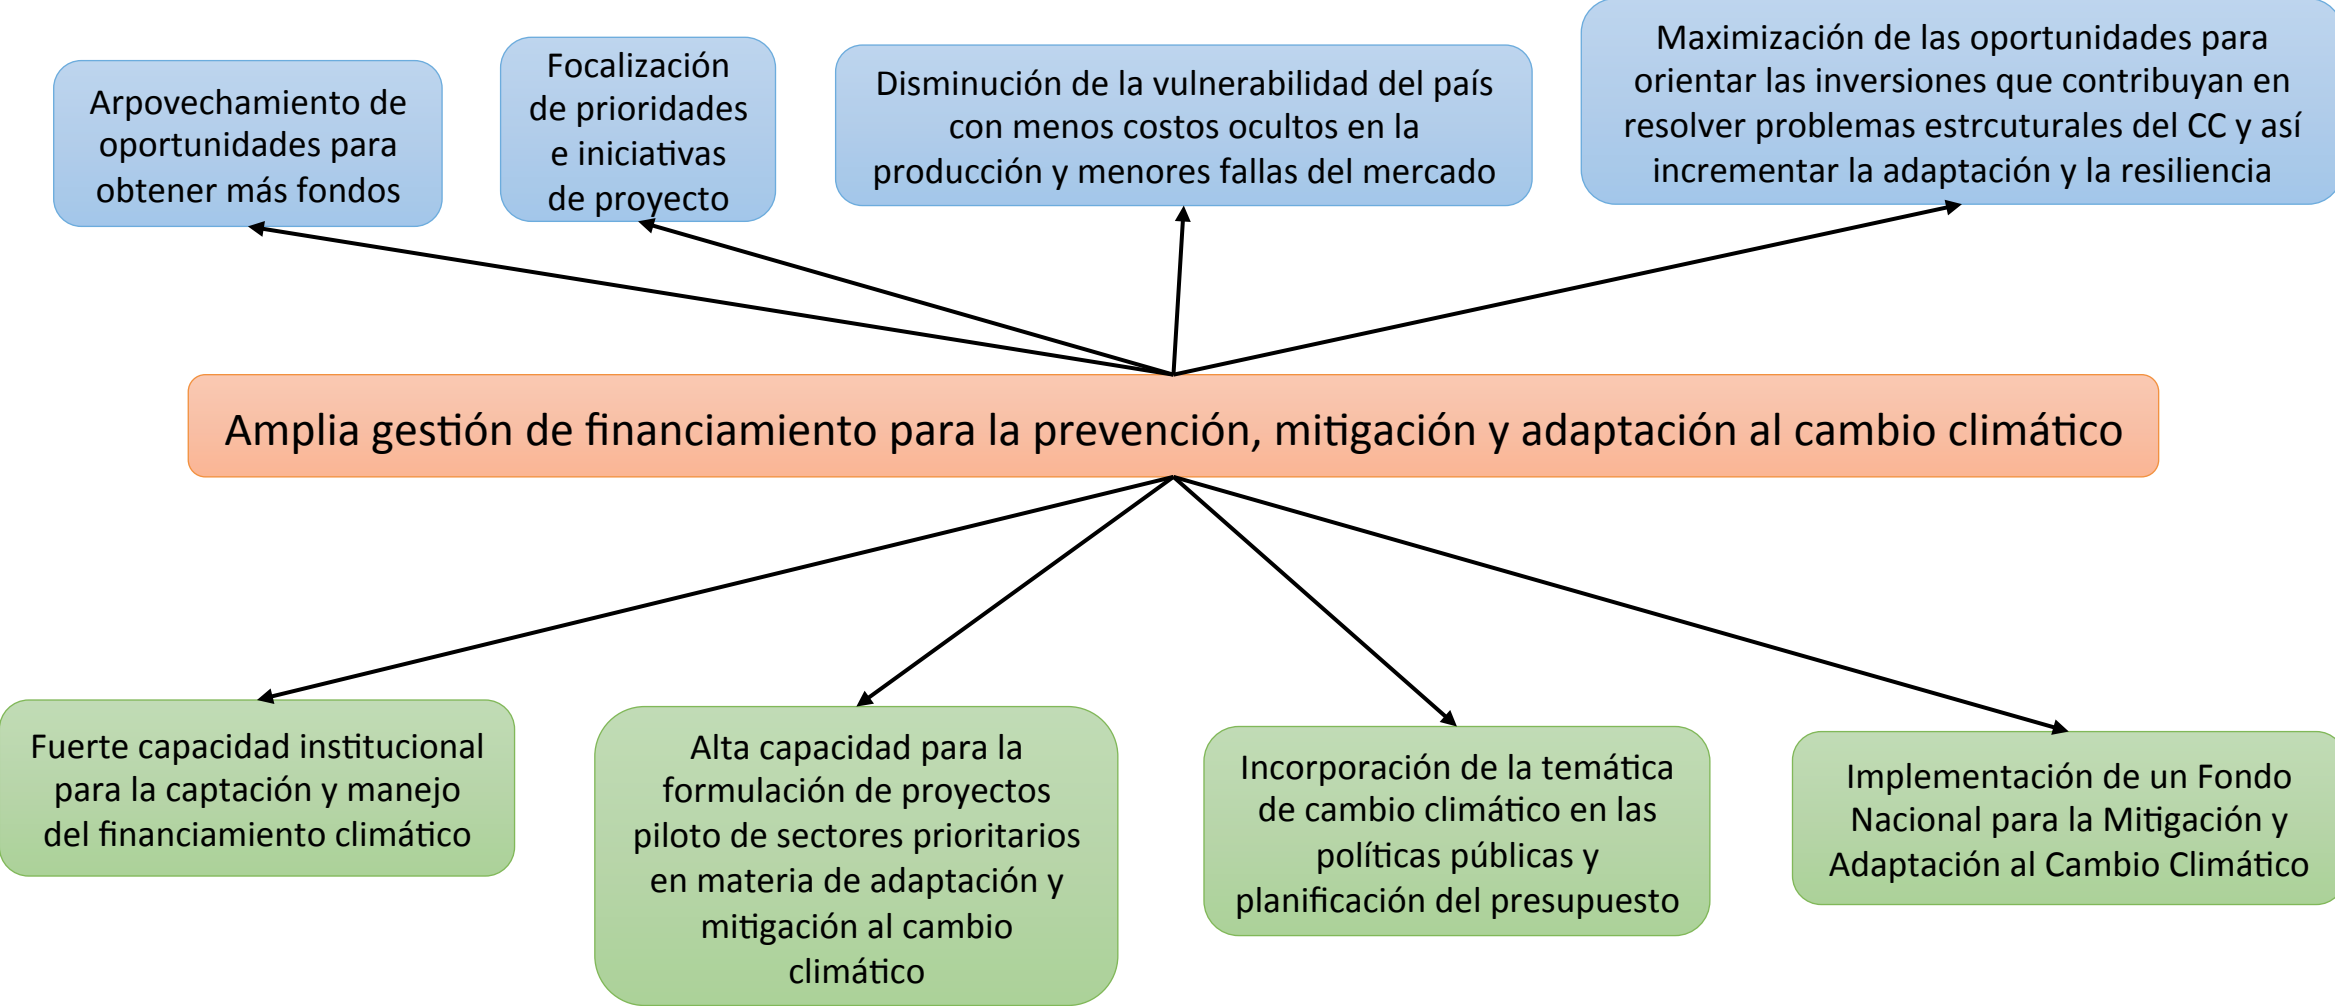 Arpovechamiento de
oportunidades para
obtener más fondos
Focalización
de prioridades
e iniciativas
de proyecto
Disminución de la vulnerabilidad del país
con menos costos ocultos en la
producción y menores fallas del mercado
Maximización de las oportunidades para
orientar las inversiones que contribuyan en
resolver problemas estrcuturales del CC y así
incrementar la adaptación y la resiliencia
Amplia gestión de financiamiento para la prevención, mitigación y adaptación al cambio climático
Fuerte capacidad institucional
para la captación y manejo
del financiamiento climático
Alta capacidad para la
formulación de proyectos
piloto de sectores prioritarios
en materia de adaptación y
mitigación al cambio
climático
Incorporación de la temática
de cambio climático en las
políticas públicas y
planificación del presupuesto
Implementación de un Fondo
Nacional para la Mitigación y
Adaptación al Cambio Climático